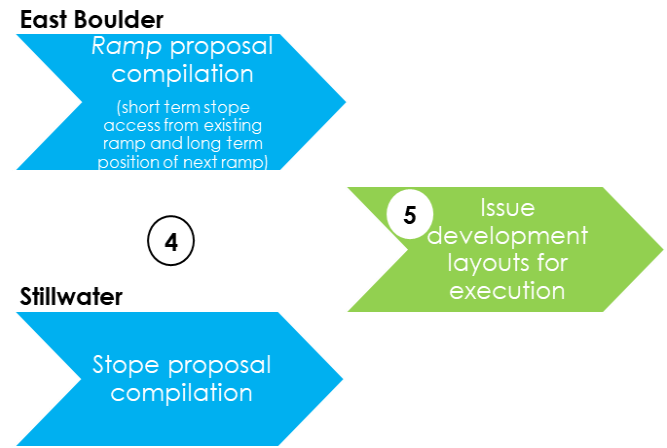 East Boulder
Ramp proposal
compilation
(short term stope
access from existing
ramp and long term
position of next ramp)
4
5
Issue
development
layouts for
execution
Stillwater
Stope proposal
compilation